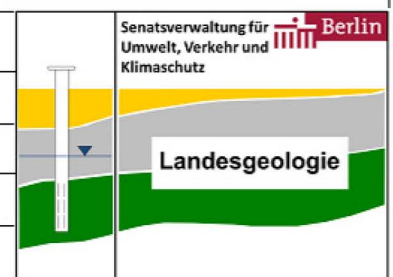 Senatsverwaltung für
Umwelt, Verkehr und
Klimaschutz
Berlin
Landesgeologie